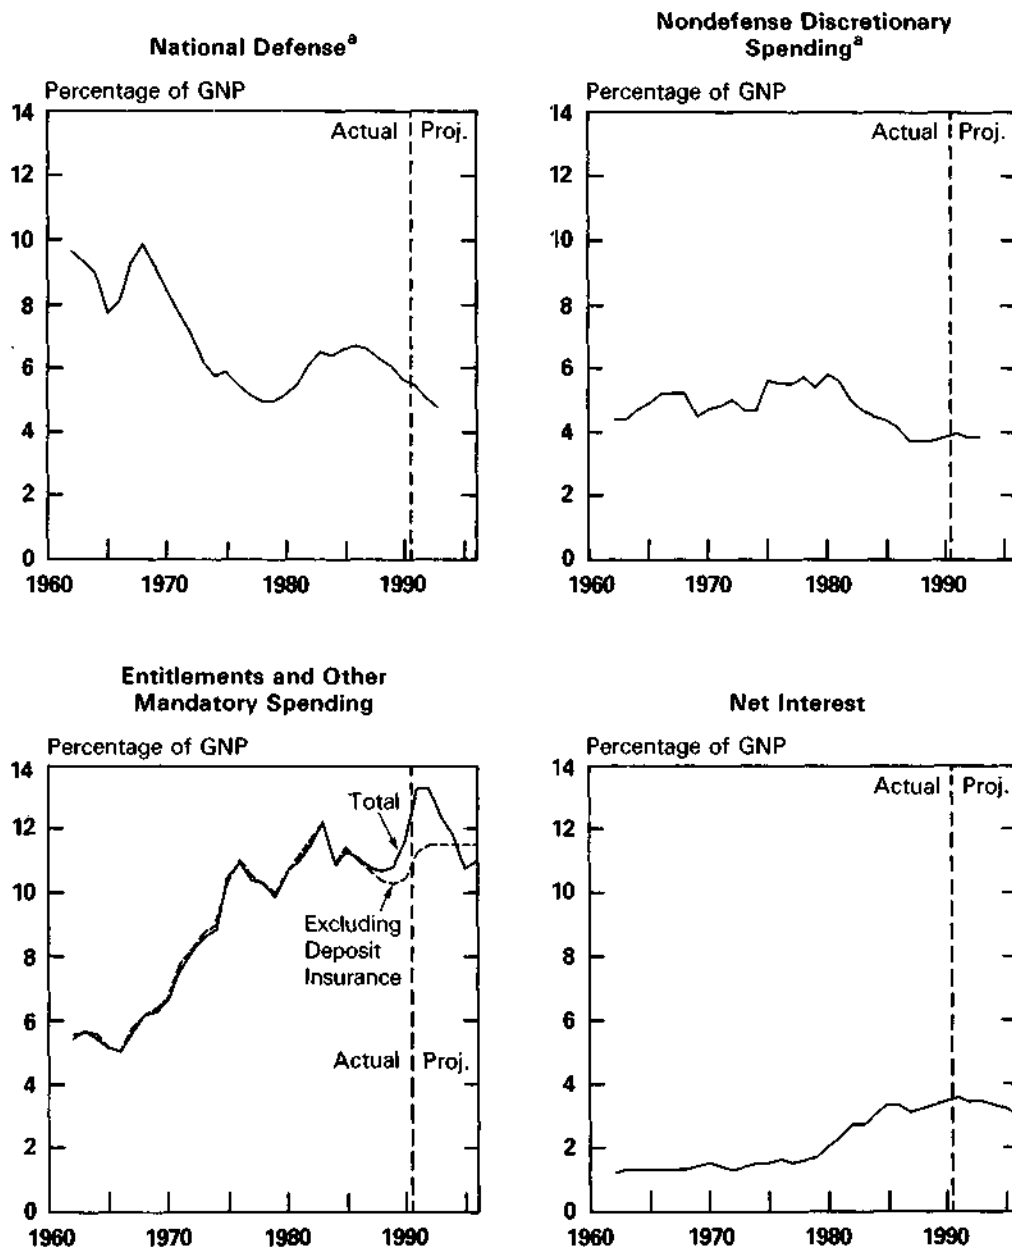 National Defenseª
Percentage of GNP
14
12
10
8
6
4
2
0
Actual
Proj.
1960
1970
1980
1990
Nondefense Discretionary
Spendingª
Percentage of GNP
14
12
10
8
6
4
2
0
Actual
Proj.
1960
1970
1980
1990
Entitlements and Other
Mandatory Spending
Percentage of GNP
14
12
10
8
6
4
2
0
Total
Excluding
Deposit
Insurance
Actual
Proj.
1960
1970
1980
1990
Net Interest
Percentage of GNP
14
12
10
8
6
4
2
0
Actual
Proj.
1960
1970
1980
1990